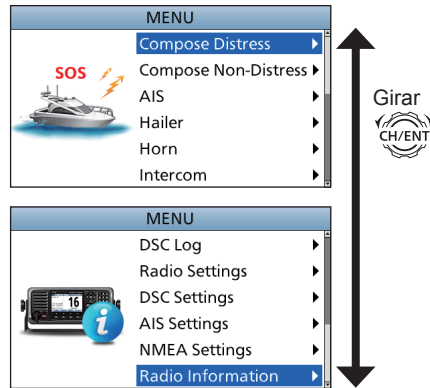 MENU
Compose Distress
SOS
Compose Non-Distress
AIS
Hailer
Horn
Intercom
Girar
CH/ENT
MENU
DSC Log
Radio Settings
DSC Settings
16
AIS Settings
NMEA Settings
Radio Information